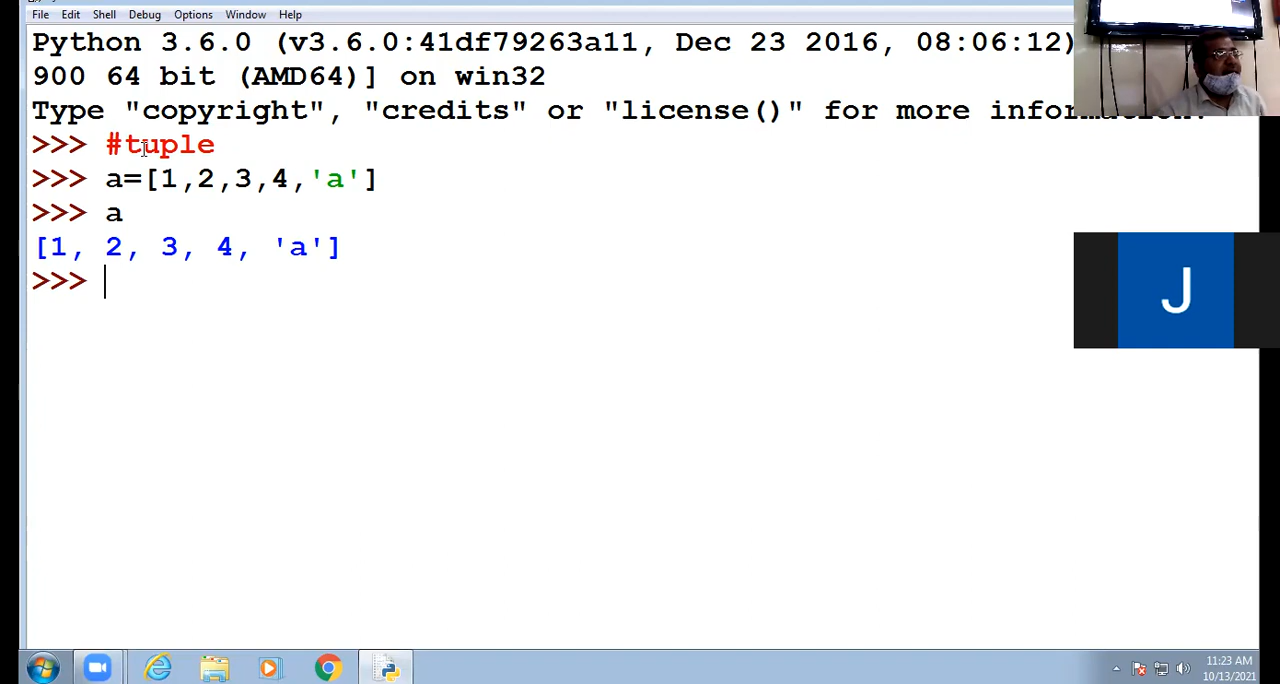 File Edit Shell Debug Options Window Help
Python 3.6.0 (v3.6.0:41df79263a11, Dec 23 2016, 08:06:12)
900 64 bit (AMD64)] on win32
Type "copyright", "credits" or "license()" for more information.
>>> #tuple
>>> a=[1,2,3,4,'a']
>>> a
[1, 2, 3, 4, 'a']
>>>
J
11:23 AM
10/13/2021